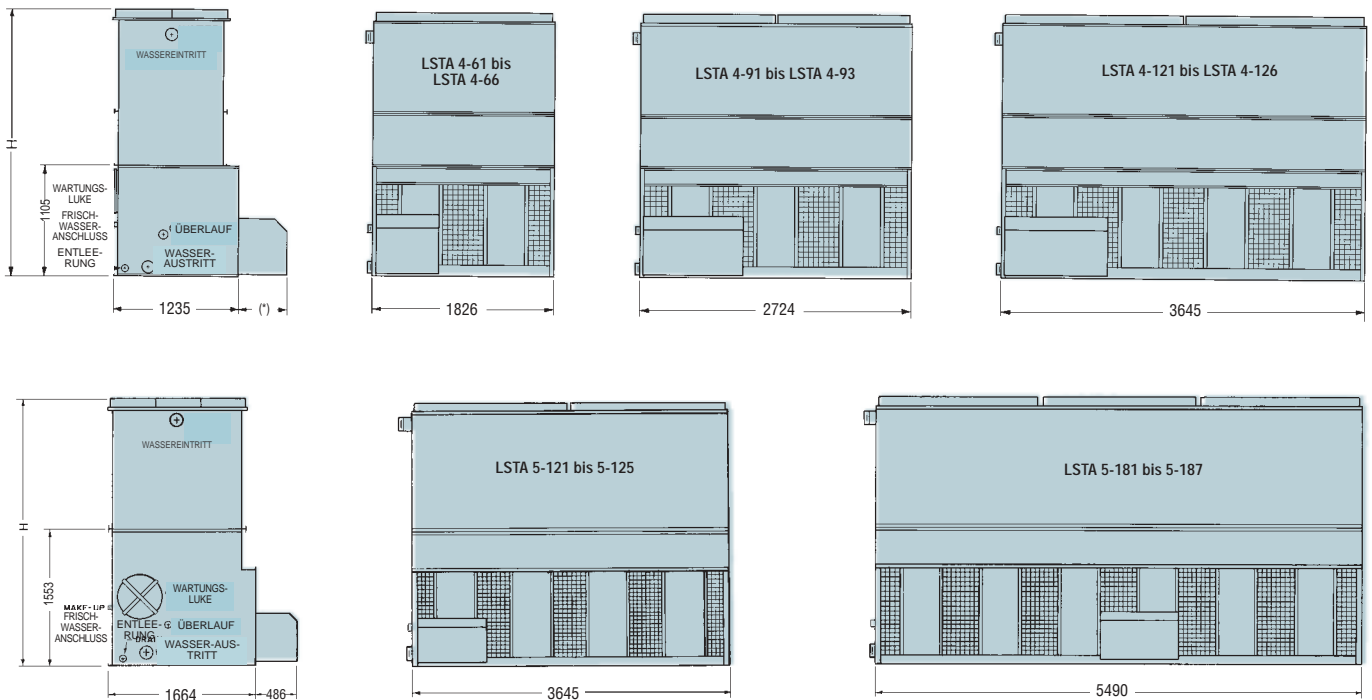 H
WASSEREINTRITT
1105
WARTUNGS-
LUKE
FRISCH-
WASSER-
ANSCHLUSS
ENTLEE-
RUNG
ÜBERLAUF
WASSER-
AUSTRITT
1235
(*)
LSTA 4-61 bis
LSTA 4-66
1826
LSTA 4-91 bis LSTA 4-93
2724
LSTA 4-121 bis LSTA 4-126
3645
H
WASSEREINTRITT
1553
WARTUNGS-
LUKE
MAKE-UP
FRISCH-
WASSER-
ANSCHLUSS
ENTLEE-
RUNG
ÜBERLAUF
WASSER-AUS-
TRITT
1664
486
LSTA 5-121 bis 5-125
3645
LSTA 5-181 bis 5-187
5490